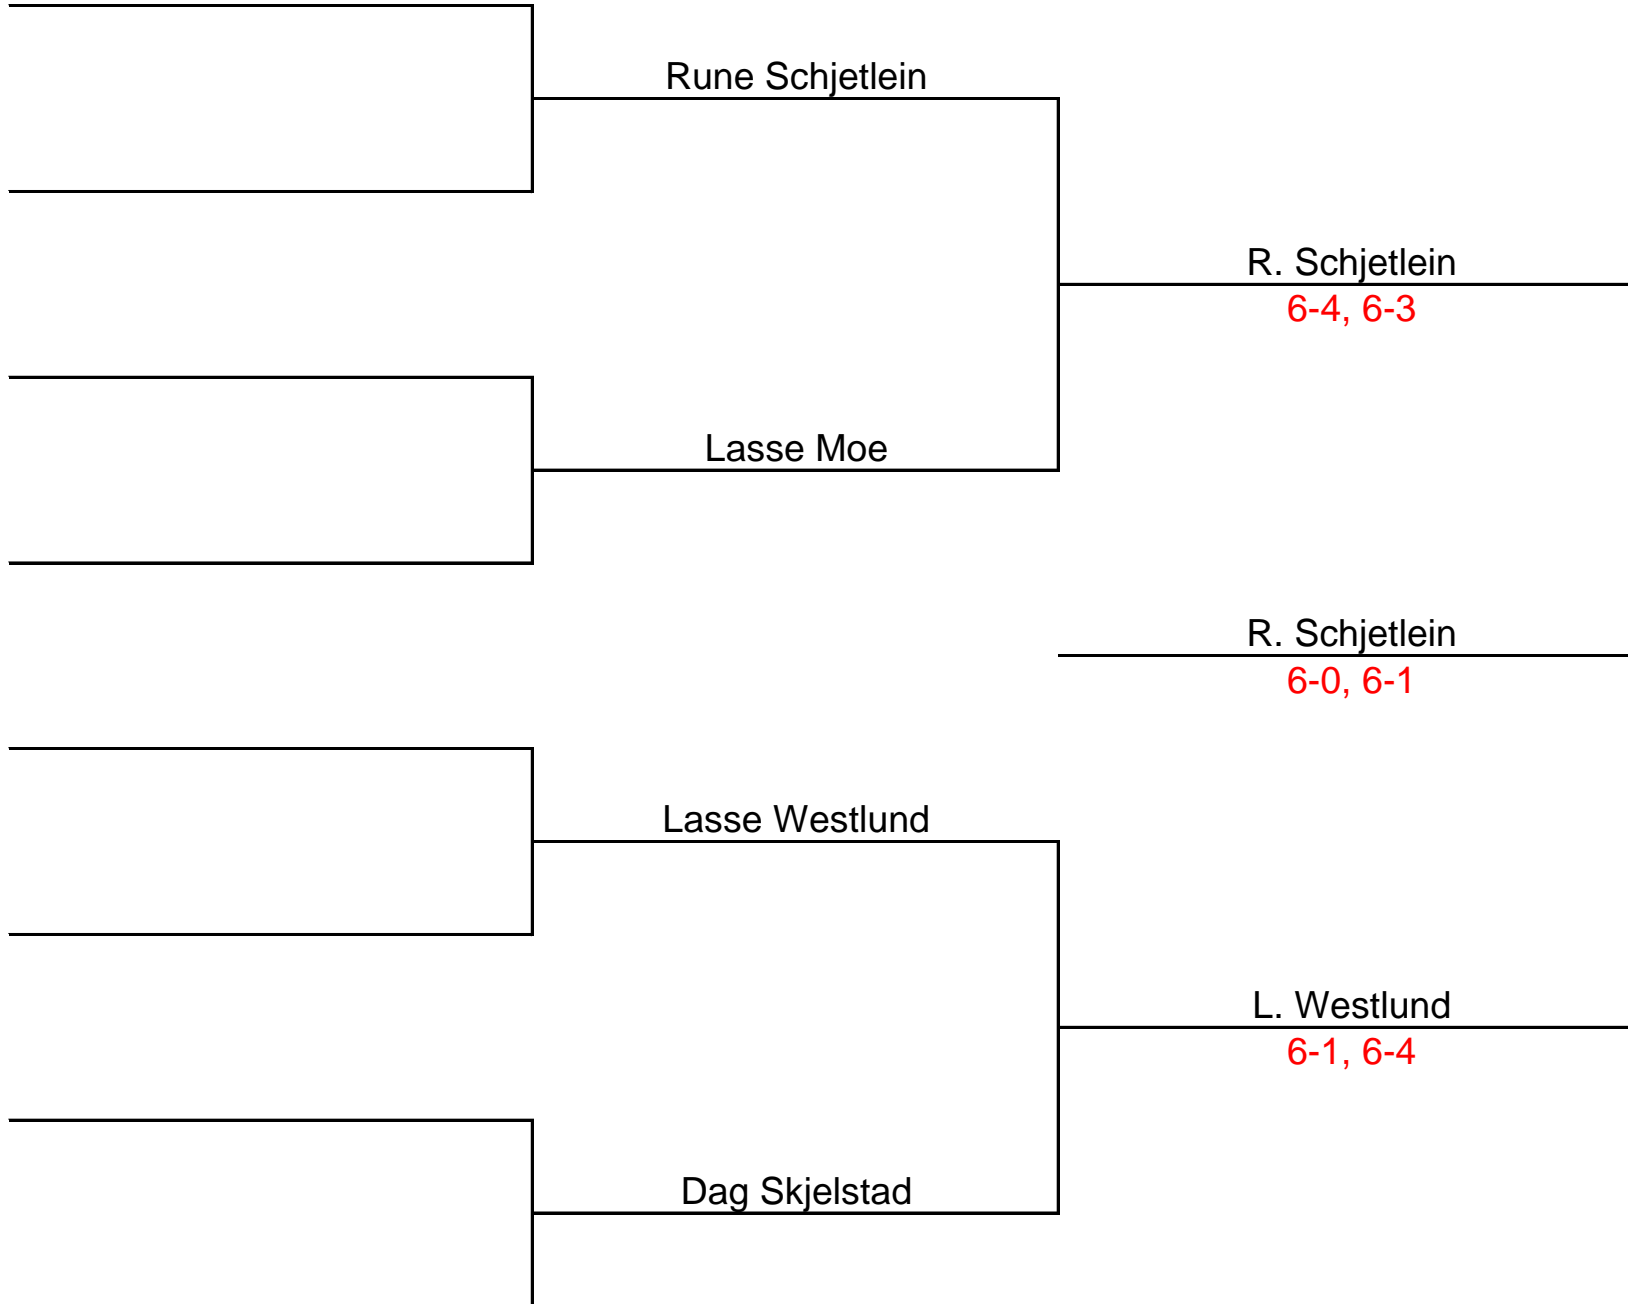 Rune Schjetlein
R. Schjetlein
6-4, 6-3
Lasse Moe
R. Schjetlein
6-0, 6-1
Lasse Westlund
L. Westlund
6-1, 6-4
Dag Skjelstad